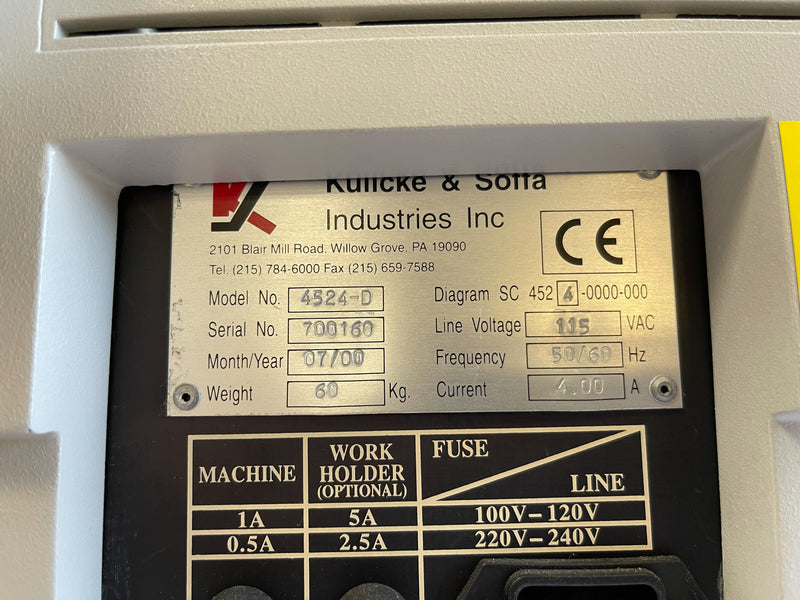 Kulicke & Soffa
Industries Inc
2101 Blair Mill Road, Willow Grove, PA 19090
Tel. (215) 784-6000 Fax (215) 659-7588
CE
Model No. 4524-D
Diagram SC 4524-0000-000
Serial No. 700160
Line Voltage 115 VAC
Month/Year 07/00
Frequency 50/60 Hz
Weight 60 Kg.
Current 4.00 A
MACHINE
WORK
HOLDER
(OPTIONAL)
FUSE
LINE
1A 5A 100V–120V
0.5A 2.5A 220V–240V